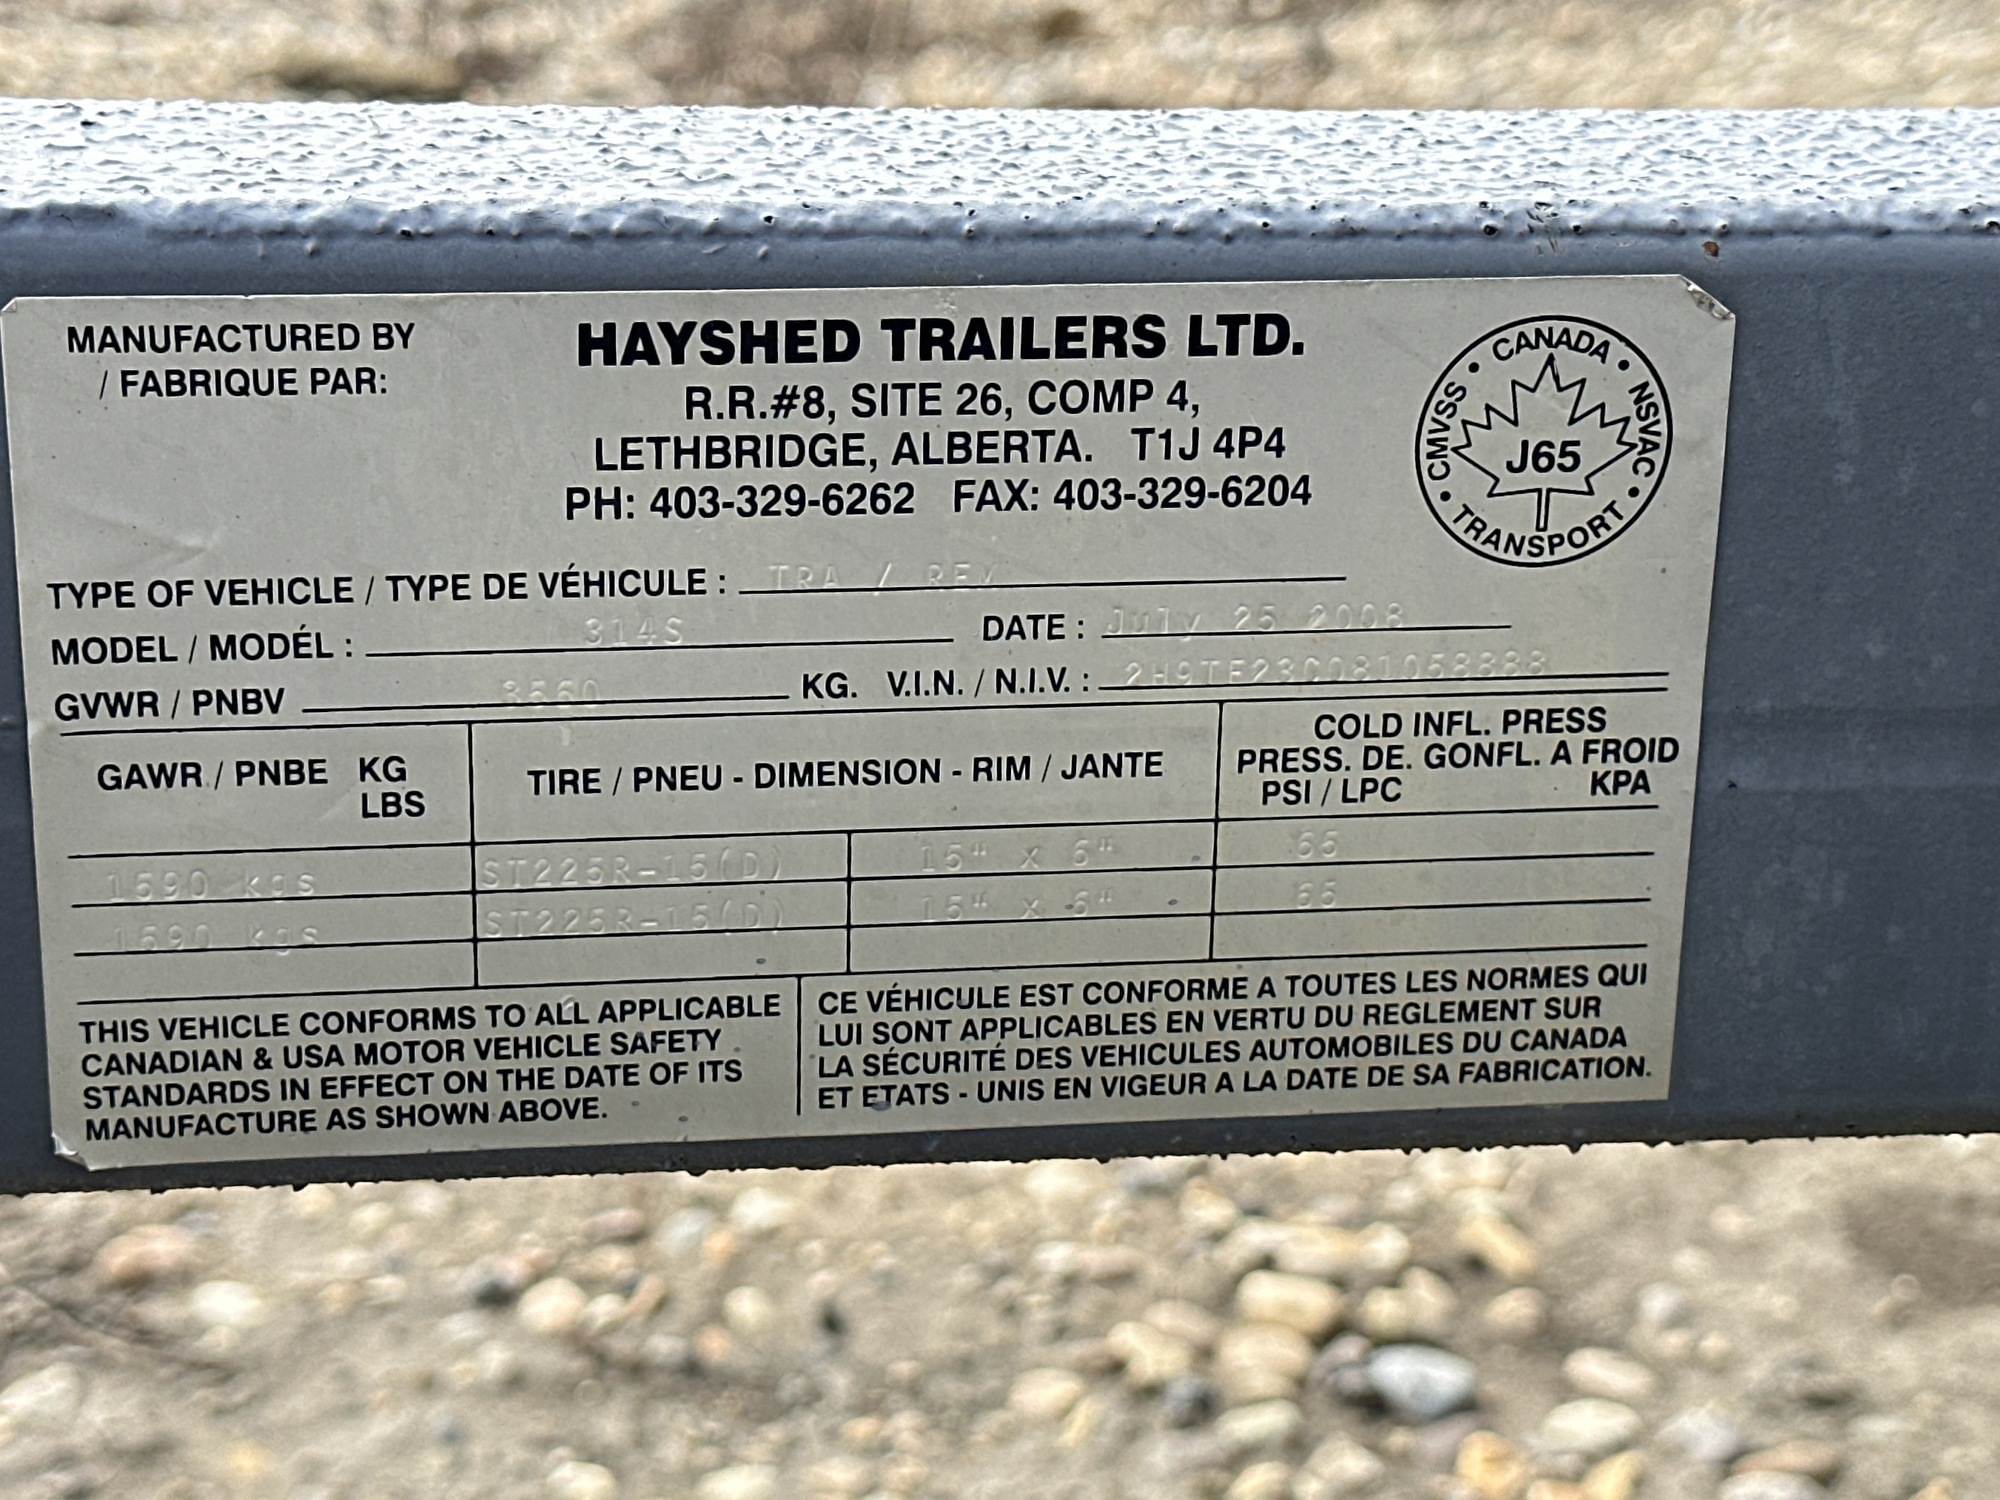 MANUFACTURED BY
/ FABRIQUE PAR:
HAYSHED TRAILERS LTD.
R.R.#8, SITE 26, COMP 4,
LETHBRIDGE, ALBERTA. T1J 4P4
PH: 403-329-6262 FAX: 403-329-6204
CANADA • NSVAC • TRANSPORT • CMVSS •
J65
TYPE OF VEHICLE / TYPE DE VÉHICULE : TRA / REM
MODEL / MODÉL : 314S DATE : July 25 2008
GVWR / PNBV 3560 KG. V.I.N. / N.I.V. :
GAWR / PNBE KG
LBS
TIRE / PNEU - DIMENSION - RIM / JANTE
COLD INFL. PRESS
PRESS. DE. GONFL. A FROID
PSI / LPC KPA
1590 kgs ST225R-15(D) 15" x 6" 65
1590 kgs ST225R-15(D) 15" x 6" 65
THIS VEHICLE CONFORMS TO ALL APPLICABLE
CANADIAN & USA MOTOR VEHICLE SAFETY
STANDARDS IN EFFECT ON THE DATE OF ITS
MANUFACTURE AS SHOWN ABOVE.
CE VÉHICULE EST CONFORME A TOUTES LES NORMES QUI
LUI SONT APPLICABLES EN VERTU DU REGLEMENT SUR
LA SÉCURITÉ DES VEHICULES AUTOMOBILES DU CANADA
ET ETATS - UNIS EN VIGEUR A LA DATE DE SA FABRICATION.